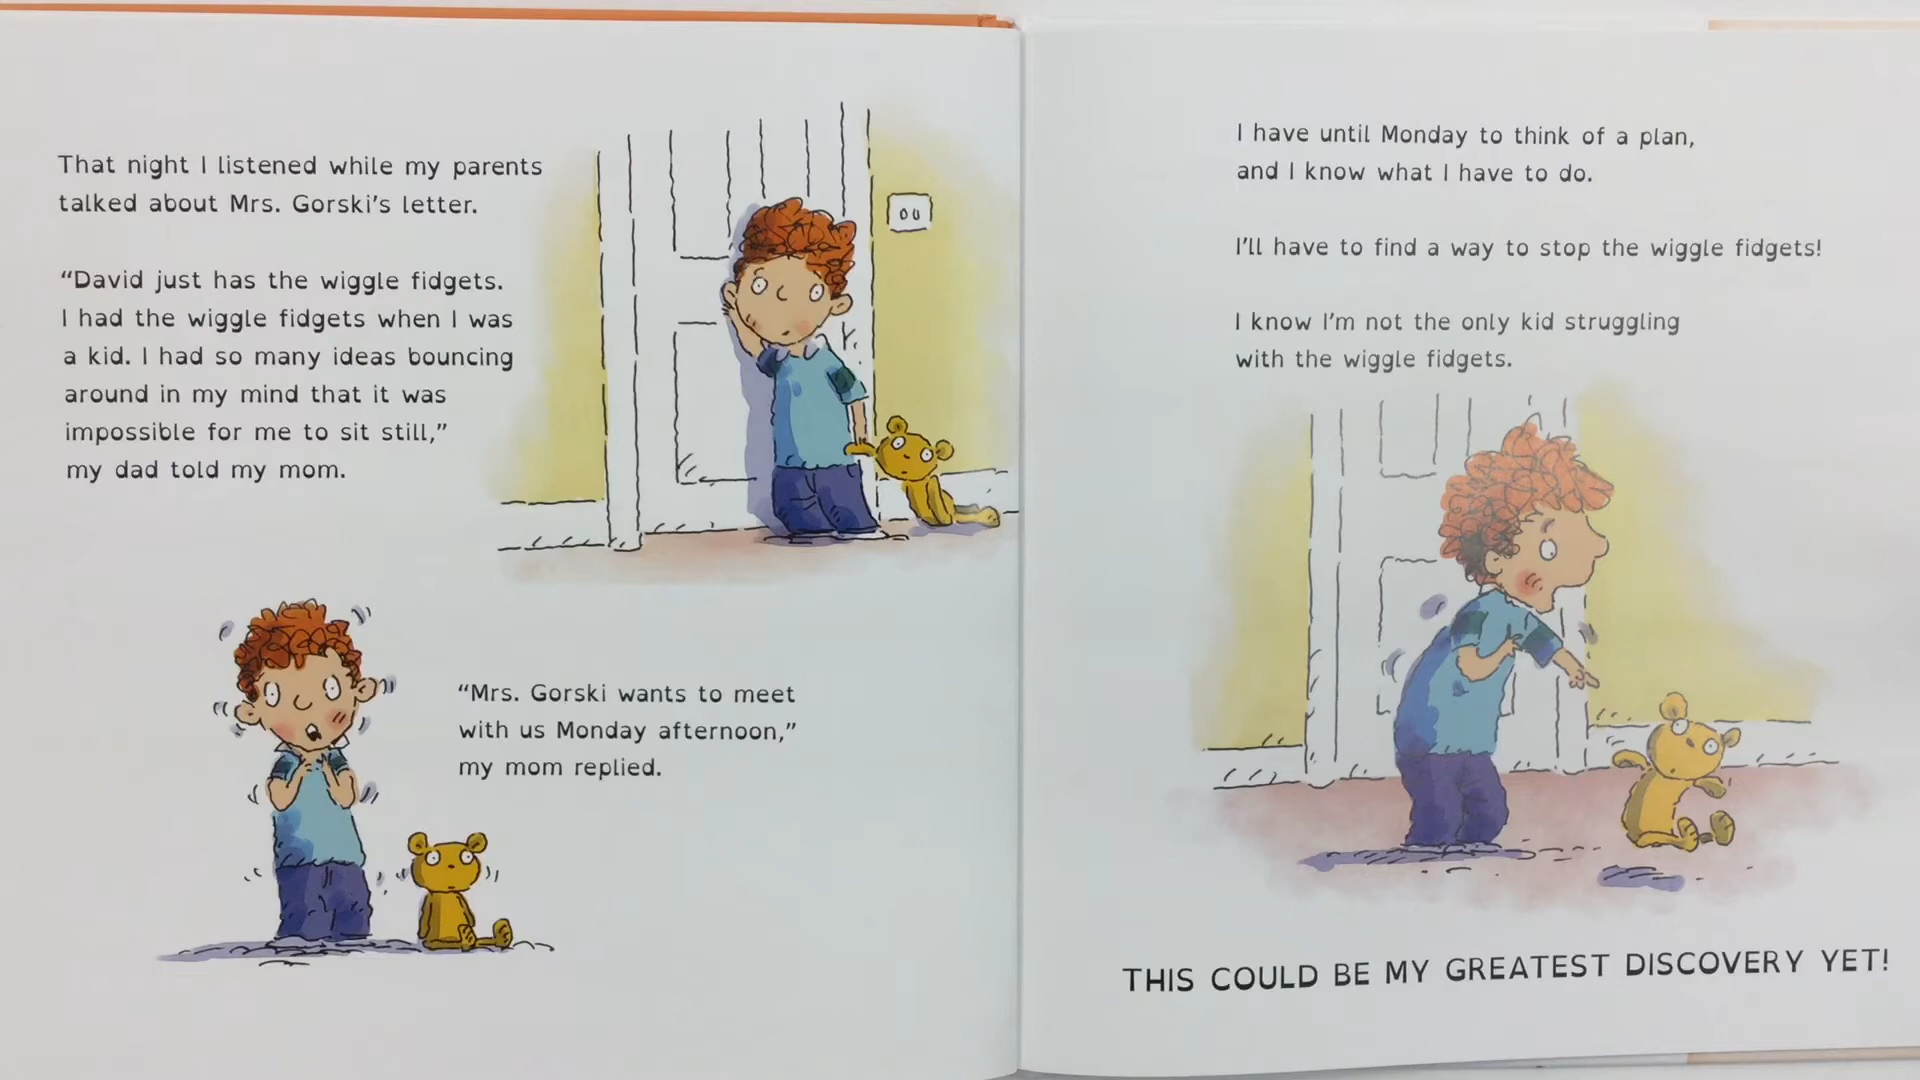 That night I listened while my parents
talked about Mrs. Gorski's letter.
“David just has the wiggle fidgets.
I had the wiggle fidgets when I was
a kid. I had so many ideas bouncing
around in my mind that it was
impossible for me to sit still,”
my dad told my mom.
“Mrs. Gorski wants to meet
with us Monday afternoon,”
my mom replied.
I have until Monday to think of a plan,
and I know what I have to do.
I'll have to find a way to stop the wiggle fidgets!
I know I'm not the only kid struggling
with the wiggle fidgets.
THIS COULD BE MY GREATEST DISCOVERY YET!